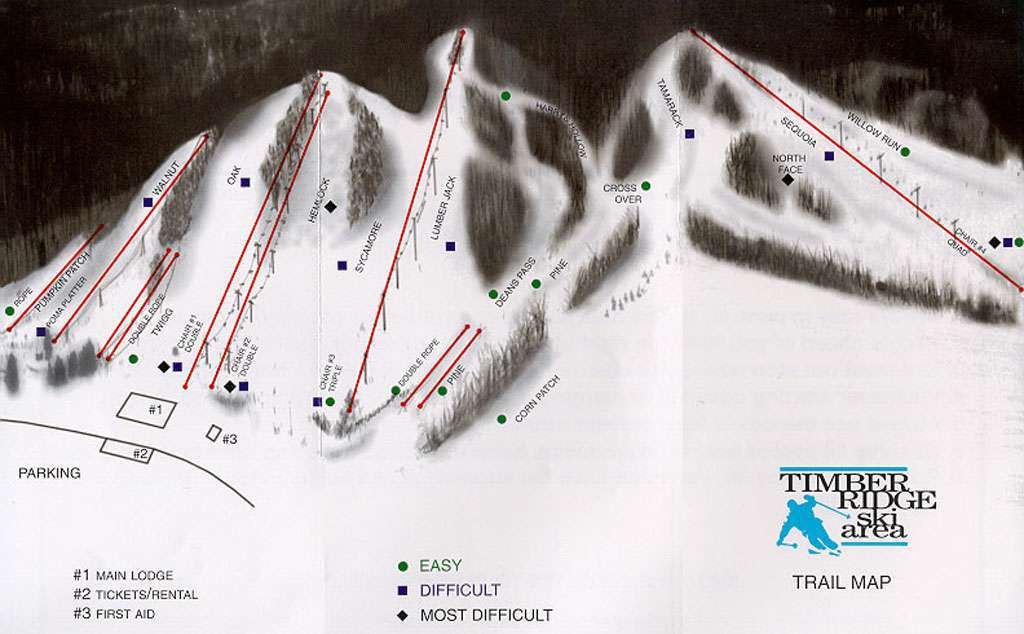 WALNUT
OAK
HEMLOCK
SYCAMORE
LUMBER JACK
HARRIS HOLLOW
CROSS
OVER
TAMARACK
SEQUOIA
WILLOW RUN
NORTH
FACE
CHAIR #4
QUAD
ROPE
PUMPKIN PATCH
POMA PLATTER
DOUBLE ROPE
TWIGG
CHAIR #1
DOUBLE
CHAIR #2
DOUBLE
CHAIR #3
TRIPLE
DOUBLE ROPE
PINE
DEANS PASS
PINE
CORN PATCH
#1
#2
#3
PARKING
#1 MAIN LODGE
#2 TICKETS/RENTAL
#3 FIRST AID
EASY
DIFFICULT
MOST DIFFICULT
TIMBER
RIDGE
ski
area
TRAIL MAP